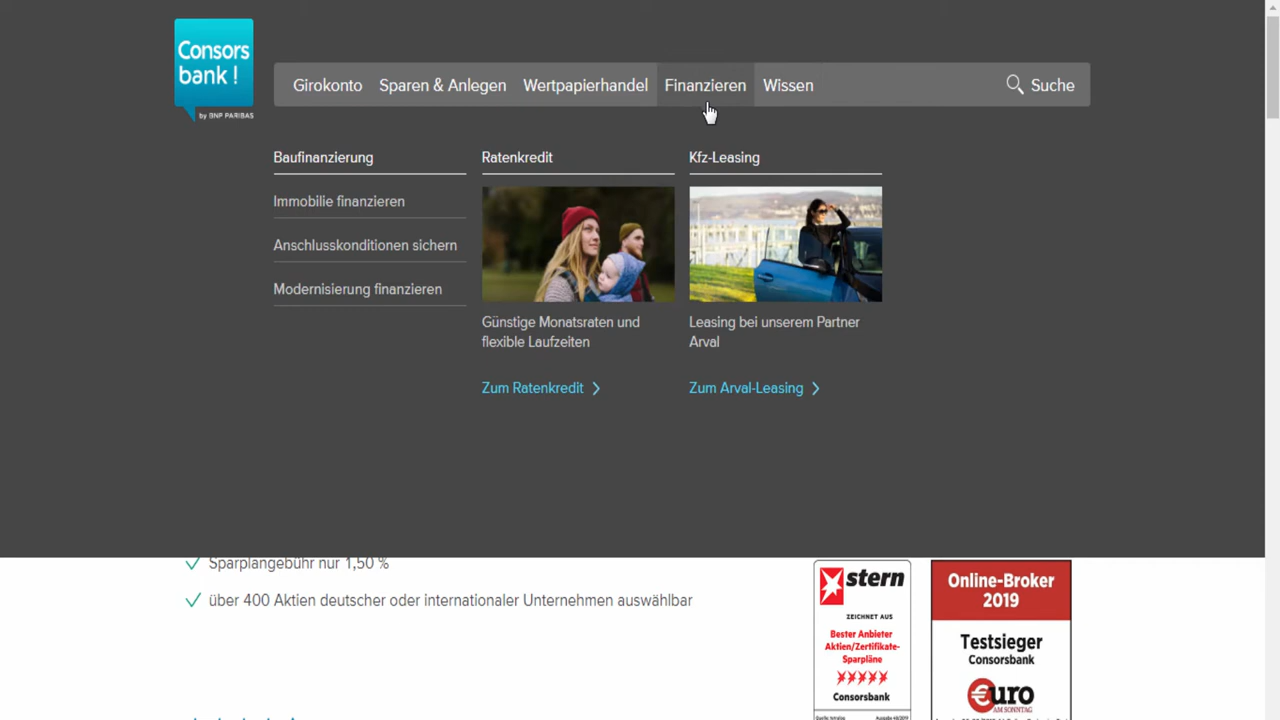 Consors
bank !
by BNP PARIBAS
Girokonto
Sparen & Anlegen
Wertpapierhandel
Finanzieren
Wissen
Suche
Baufinanzierung
Immobilie finanzieren
Anschlusskonditionen sichern
Modernisierung finanzieren
Ratenkredit
Günstige Monatsraten und
flexible Laufzeiten
Zum Ratenkredit
Kfz-Leasing
Leasing bei unserem Partner
Arval
Zum Arval-Leasing
Sparplangebühr nur 1,50 %
über 400 Aktien deutscher oder internationaler Unternehmen auswählbar
stern
ZEICHNET AUS
Bester Anbieter
Aktien/Zertifikate-
Sparpläne
Consorsbank
Online-Broker
2019
Testsieger
Consorsbank
€uro
AM SONNTAG